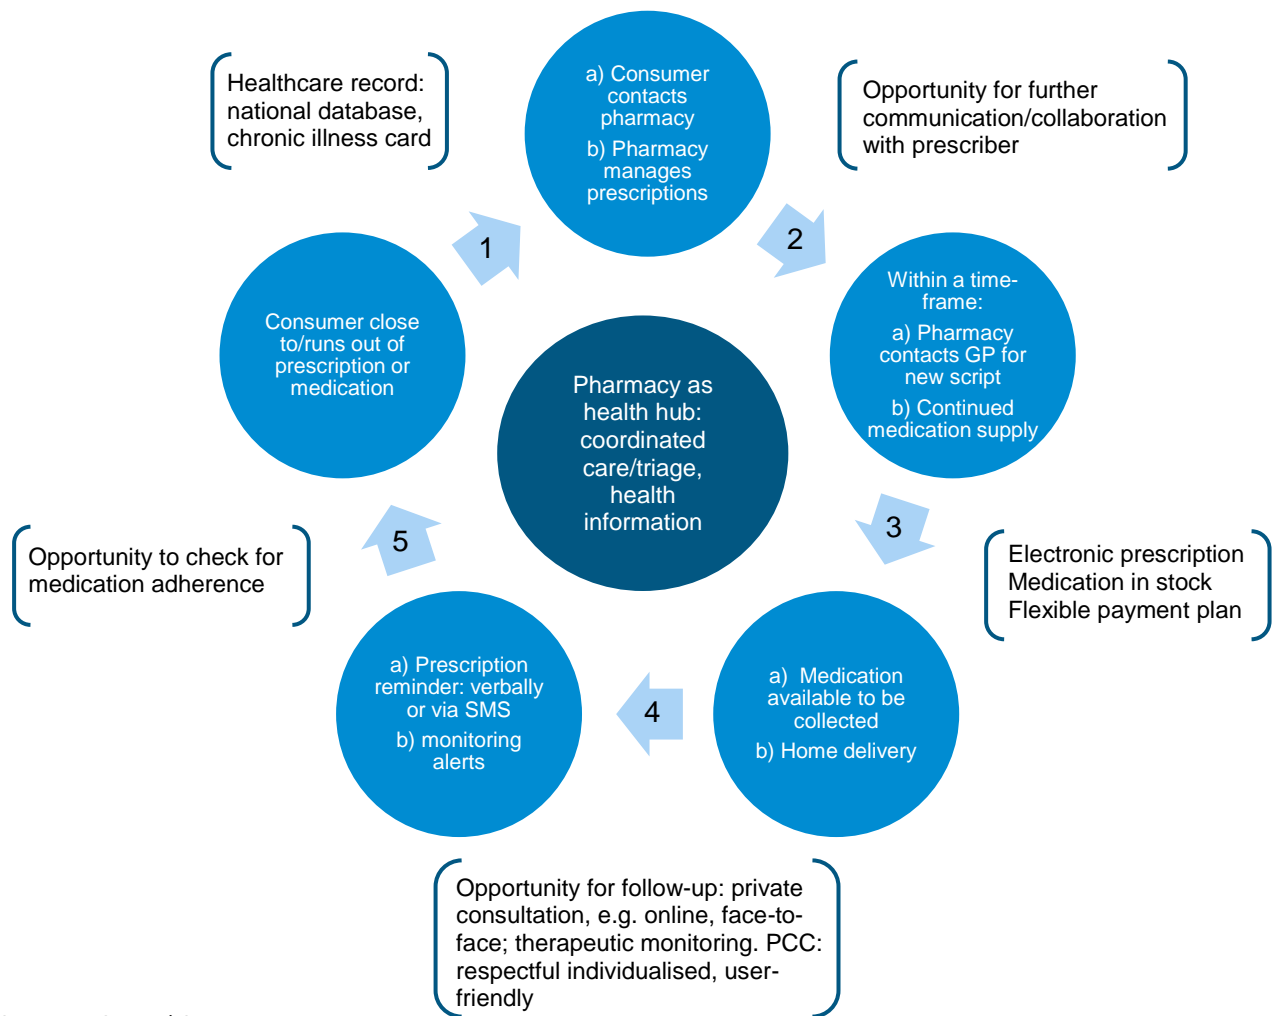 Healthcare record:
national database,
chronic illness card
a) Consumer
contacts
pharmacy
b) Pharmacy
manages
prescriptions
Opportunity for further
communication/collaboration
with prescriber
1
2
Consumer close
to/runs out of
prescription or
medication
Within a time-
frame:
a) Pharmacy
contacts GP for
new script
b) Continued
medication supply
Pharmacy as
health hub:
coordinated
care/triage,
health
information
3
Electronic prescription
Medication in stock
Flexible payment plan
5
Opportunity to check for
medication adherence
a)  Medication
available to be
collected
b) Home delivery
4
a) Prescription
reminder: verbally
or via SMS
b) monitoring
alerts
Opportunity for follow-up: private
consultation, e.g. online, face-to-
face; therapeutic monitoring. PCC:
respectful individualised, user-
friendly